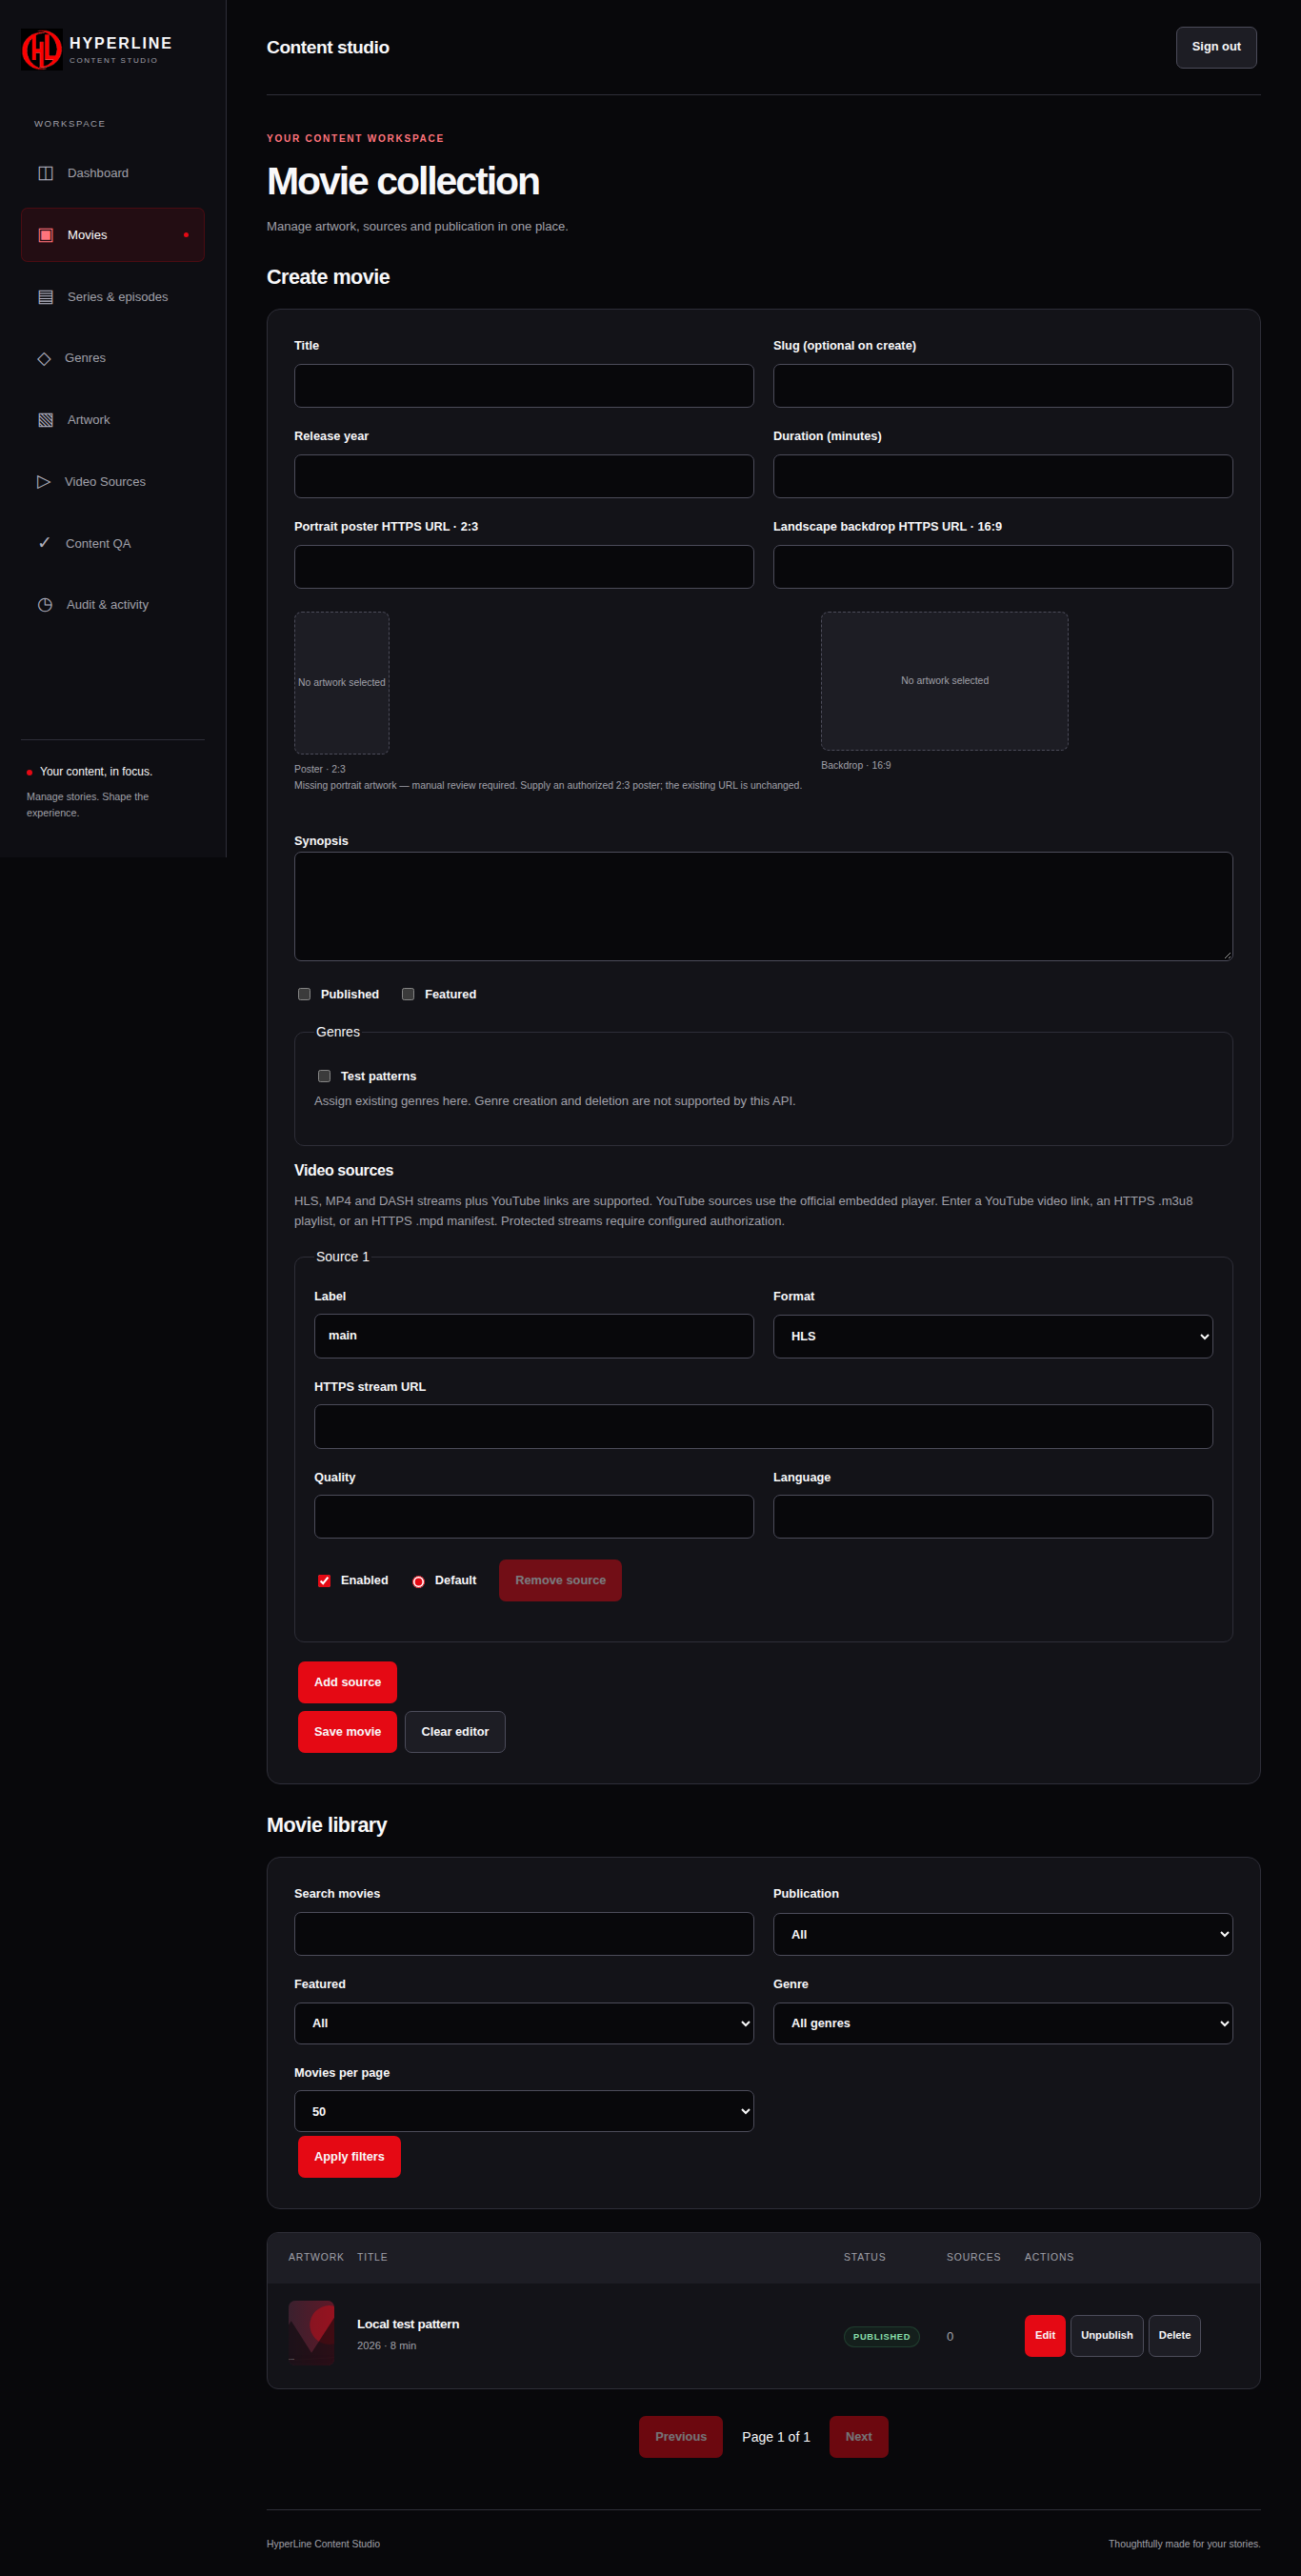 HYPERLINE
CONTENT STUDIO
WORKSPACE
Dashboard
Movies
Series & episodes
Genres
Artwork
Video Sources
Content QA
Audit & activity
Your content, in focus.
Manage stories. Shape the
experience.
Content studio
Sign out
YOUR CONTENT WORKSPACE
Movie collection
Manage artwork, sources and publication in one place.
Create movie
Title
Slug (optional on create)
Release year
Duration (minutes)
Portrait poster HTTPS URL · 2:3
Landscape backdrop HTTPS URL · 16:9
No artwork selected
No artwork selected
Poster · 2:3
Backdrop · 16:9
Missing portrait artwork — manual review required. Supply an authorized 2:3 poster; the existing URL is unchanged.
Synopsis
Published
Featured
Genres
Test patterns
Assign existing genres here. Genre creation and deletion are not supported by this API.
Video sources
HLS, MP4 and DASH streams plus YouTube links are supported. YouTube sources use the official embedded player. Enter a YouTube video link, an HTTPS .m3u8
playlist, or an HTTPS .mpd manifest. Protected streams require configured authorization.
Source 1
Label
Format
main
HLS
HTTPS stream URL
Quality
Language
Enabled
Default
Remove source
Add source
Save movie
Clear editor
Movie library
Search movies
Publication
All
Featured
Genre
All
All genres
Movies per page
50
Apply filters
ARTWORK TITLE STATUS SOURCES ACTIONS
Local test pattern
2026 · 8 min
PUBLISHED
0
Edit
Unpublish
Delete
Previous
Page 1 of 1
Next
HyperLine Content Studio
Thoughtfully made for your stories.